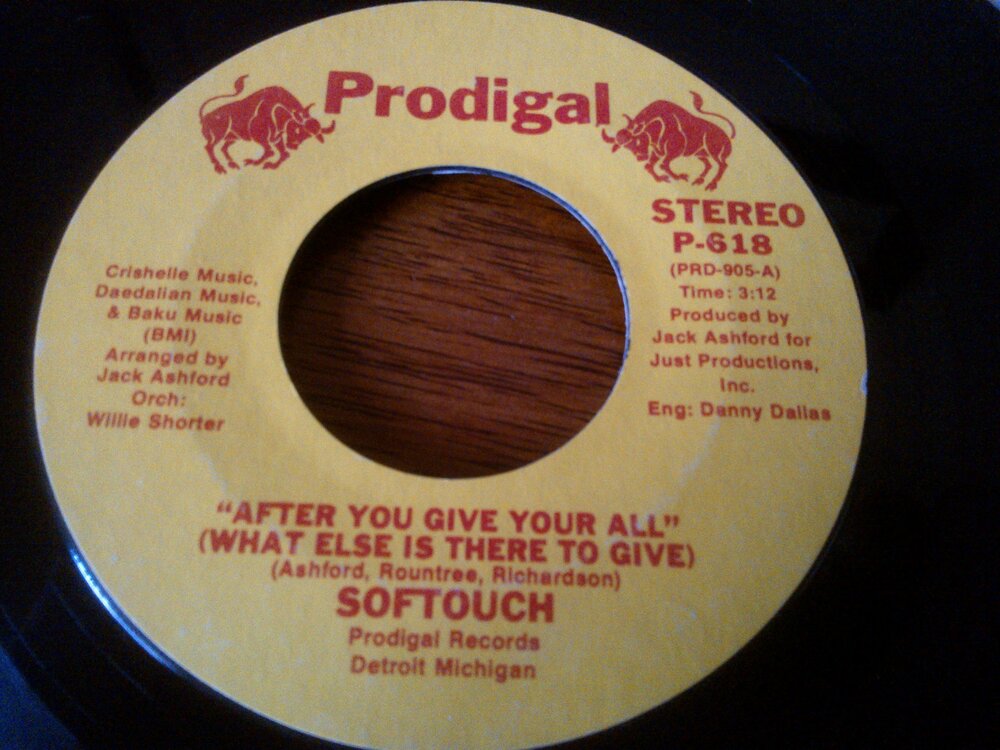 Prodigal
STEREO
P-618
(PRD-905-A)
Time: 3:12
Produced by
Jack Ashford for
Just Productions,
Inc.
Eng: Danny Dallas
Crishelle Music,
Daedalian Music,
& Baku Music
(BMI)
Arranged by
Jack Ashford
Orch:
Willie Shorter
"AFTER YOU GIVE YOUR ALL"
(WHAT ELSE IS THERE TO GIVE)
(Ashford, Rountree, Richardson)
SOFTOUCH
Prodigal Records
Detroit Michigan